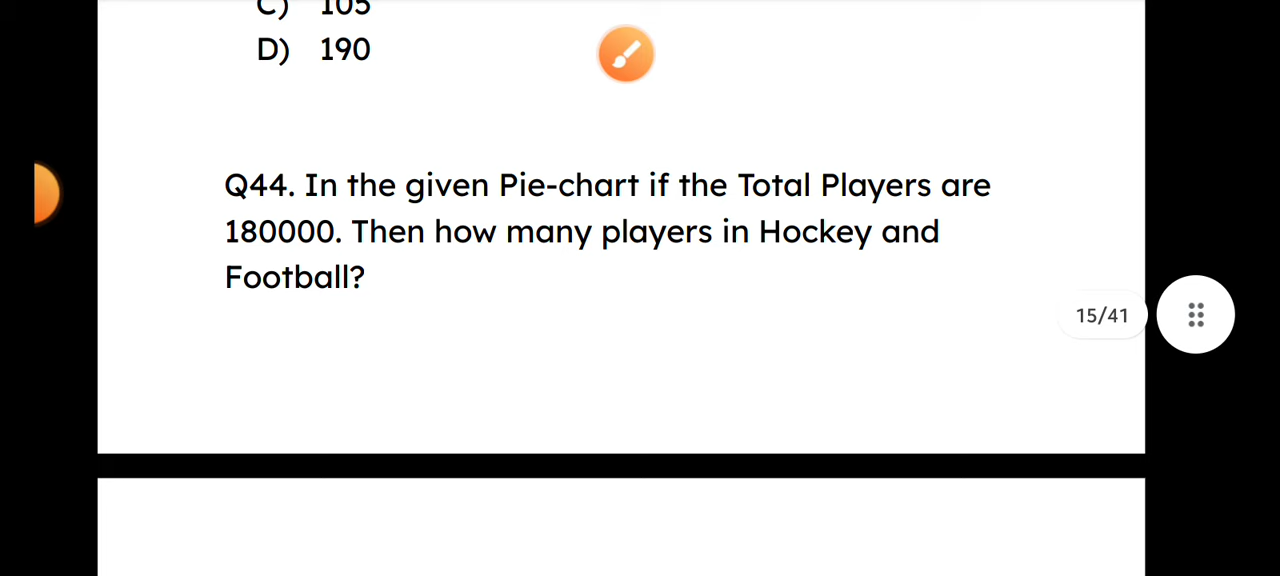 C) 105
D) 190
Q44. In the given Pie-chart if the Total Players are
180000. Then how many players in Hockey and
Football?
15/41